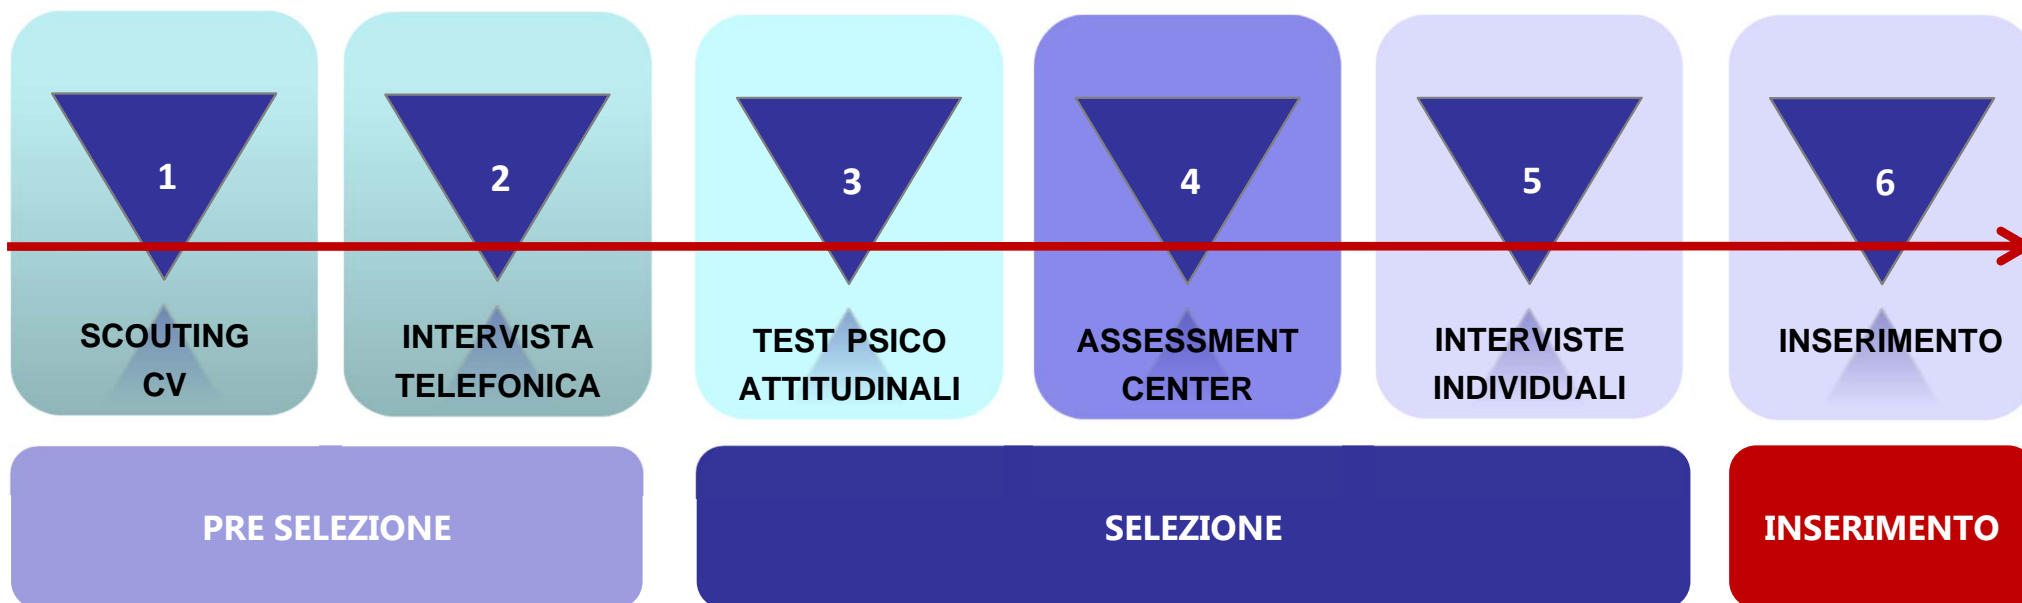 1
2
3
4
5
6
SCOUTING
CV
INTERVISTA
TELEFONICA
TEST PSICO
ATTITUDINALI
ASSESSMENT
CENTER
INTERVISTE
INDIVIDUALI
INSERIMENTO
PRE SELEZIONE
SELEZIONE
INSERIMENTO